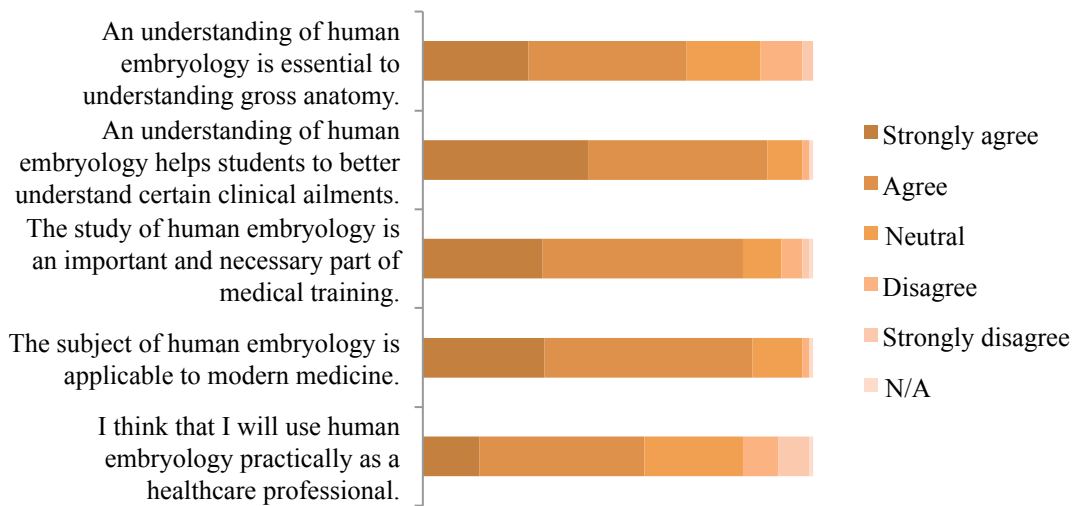 An understanding of human
embryology is essential to
understanding gross anatomy.
An understanding of human
embryology helps students to better
understand certain clinical ailments.
The study of human embryology is
an important and necessary part of
medical training.
The subject of human embryology is
applicable to modern medicine.
I think that I will use human
embryology practically as a
healthcare professional.
Strongly agree
Agree
Neutral
Disagree
Strongly disagree
N/A